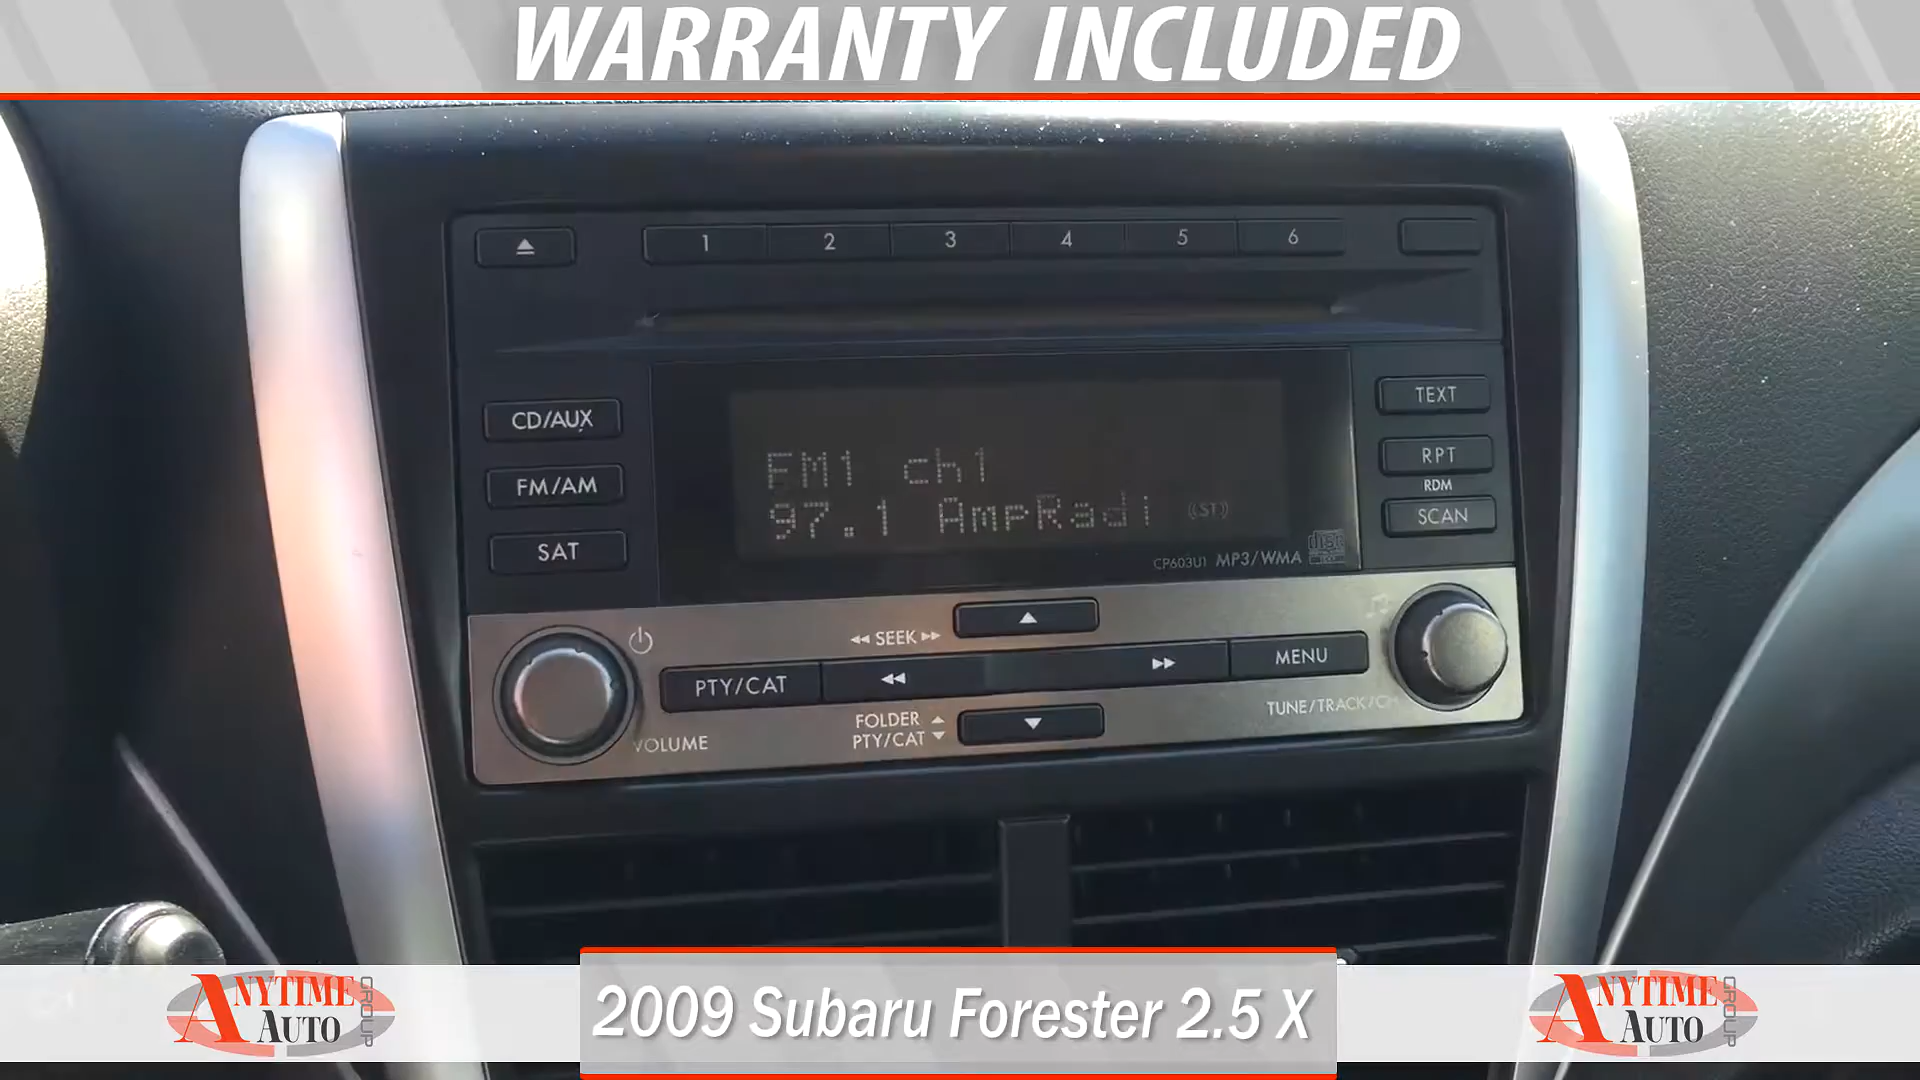 WARRANTY INCLUDED
1 2 3 4 5 6
CD/AUX
FM/AM
SAT
FM1 ch1
97.1 AmpRadi ((ST))
CP603U1 MP3/WMA
disc
TEXT
RPT
RDM
SCAN
SEEK
PTY/CAT
MENU
VOLUME
FOLDER
PTY/CAT
TUNE/TRACK/CH
ANYTIME
AUTO
GROUP
2009 Subaru Forester 2.5 X
ANYTIME
AUTO
GROUP